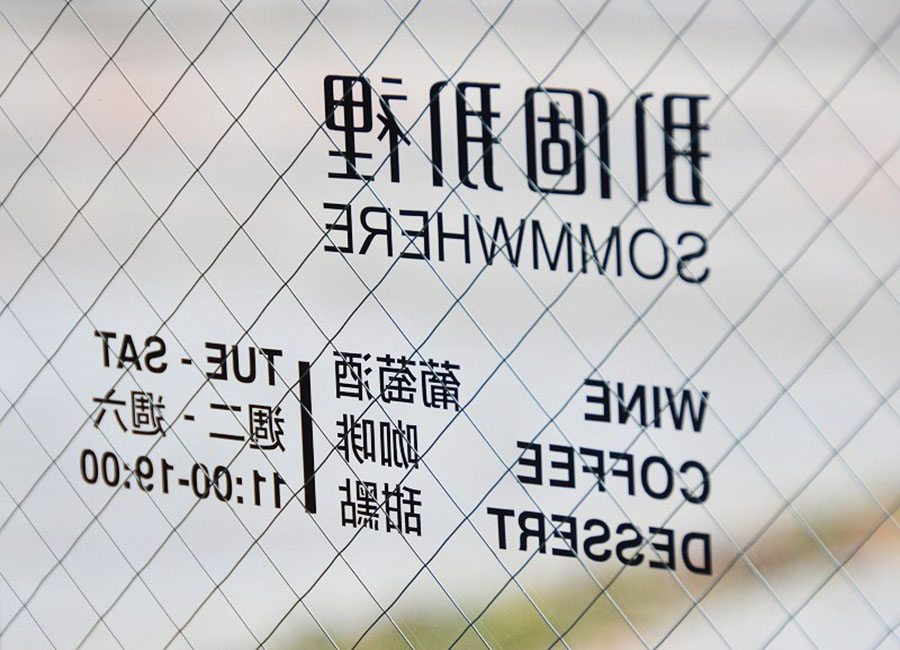 那個那裡
SOMMWHERE
WINE 葡萄酒
COFFEE 咖啡
DESSERT 甜點
TUE - SAT
週二 - 週六
11:00-19:00